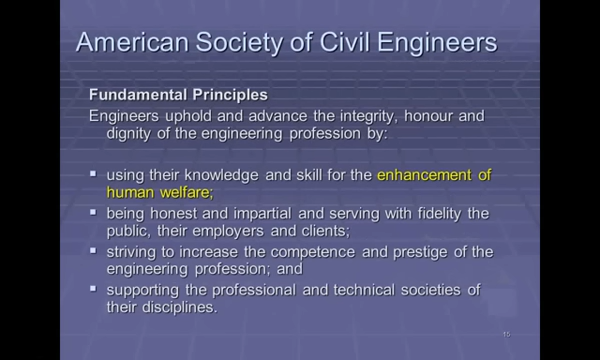 American Society of Civil Engineers
Fundamental Principles
Engineers uphold and advance the integrity, honour and
dignity of the engineering profession by:
▪ using their knowledge and skill for the enhancement of
human welfare;
▪ being honest and impartial and serving with fidelity the
public, their employers and clients;
▪ striving to increase the competence and prestige of the
engineering profession; and
▪ supporting the professional and technical societies of
their disciplines.
15